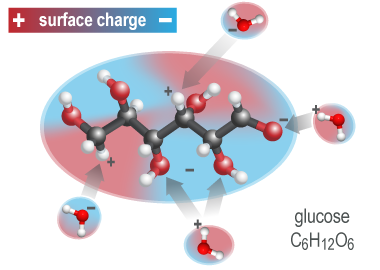 + surface charge −
−
+
−
+
+
−
−
+
glucose
C₆H₁₂O₆